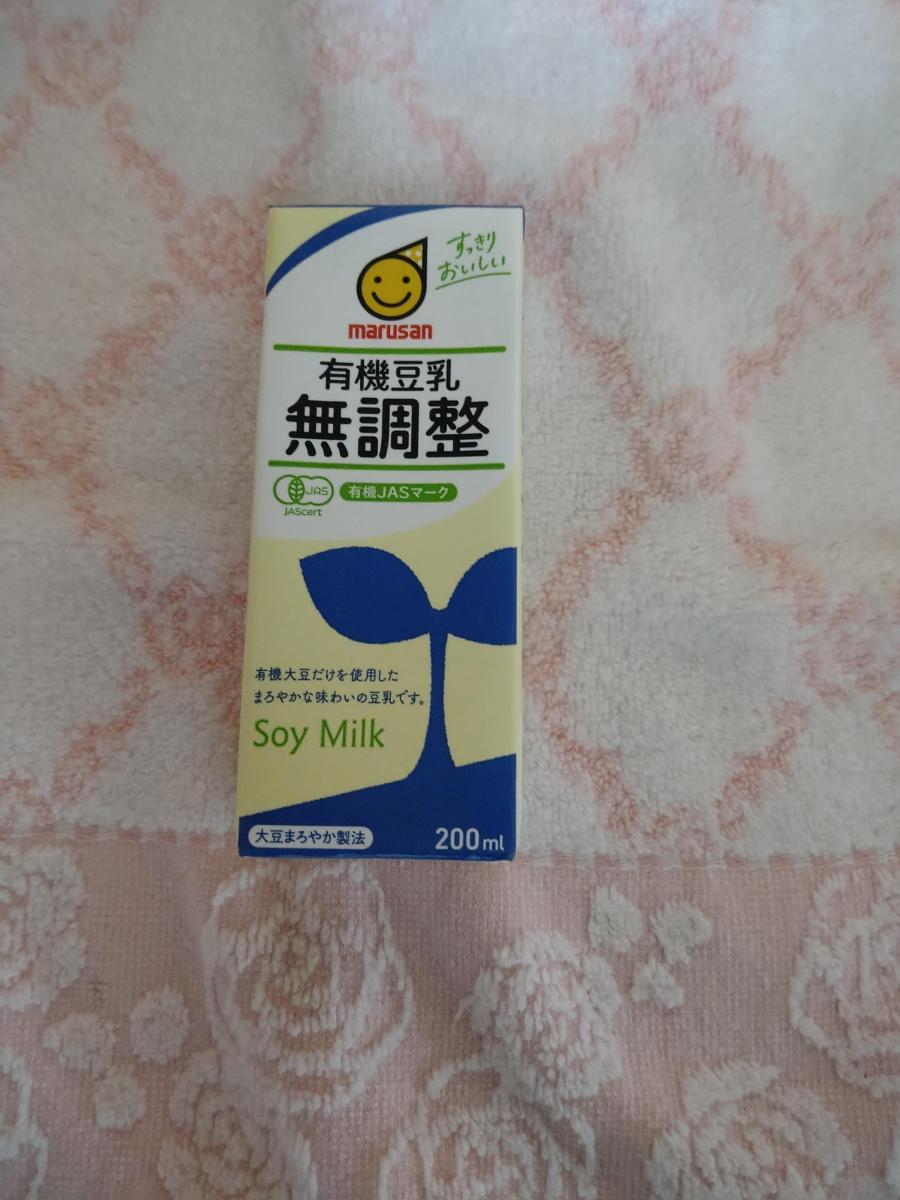 すっきり
おいしい
marusan
有機豆乳
無調整
JAS
JAScert
有機JASマーク
有機大豆だけを使用した
まろやかな味わいの豆乳です。
Soy Milk
大豆まろやか製法
200ml